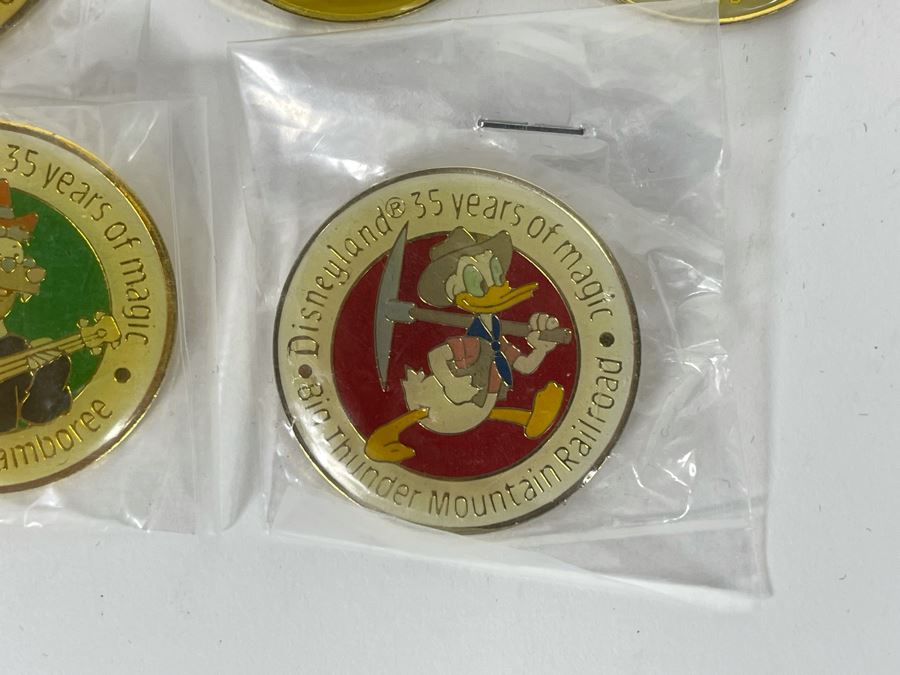 35 years of magic
amboree
Disneyland® 35 years of magic
• Big Thunder Mountain Railroad •